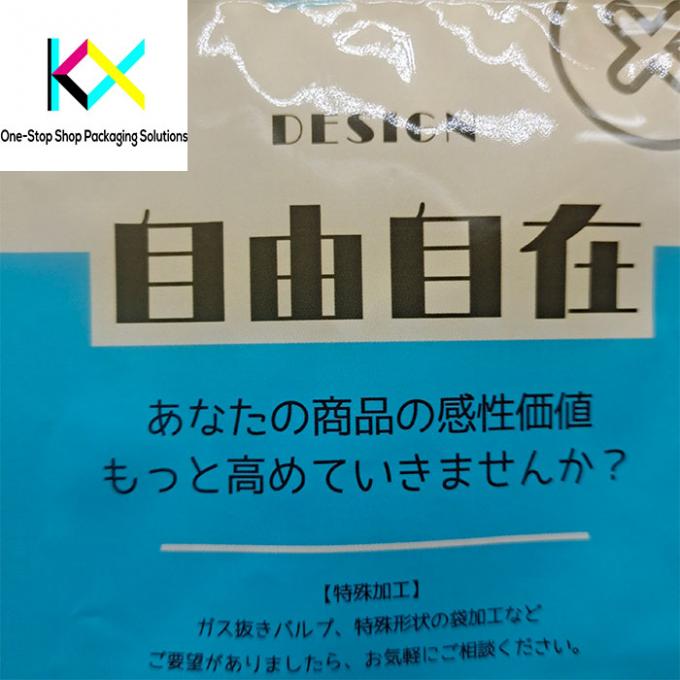 KX
One-Stop Shop Packaging Solutions
DESIGN
自由自在
あなたの商品の感性価値
もっと高めていきませんか？
【特殊加工】
ガス抜きバルブ、特殊形状の袋加工など
ご要望がありましたら、お気軽にご相談ください。